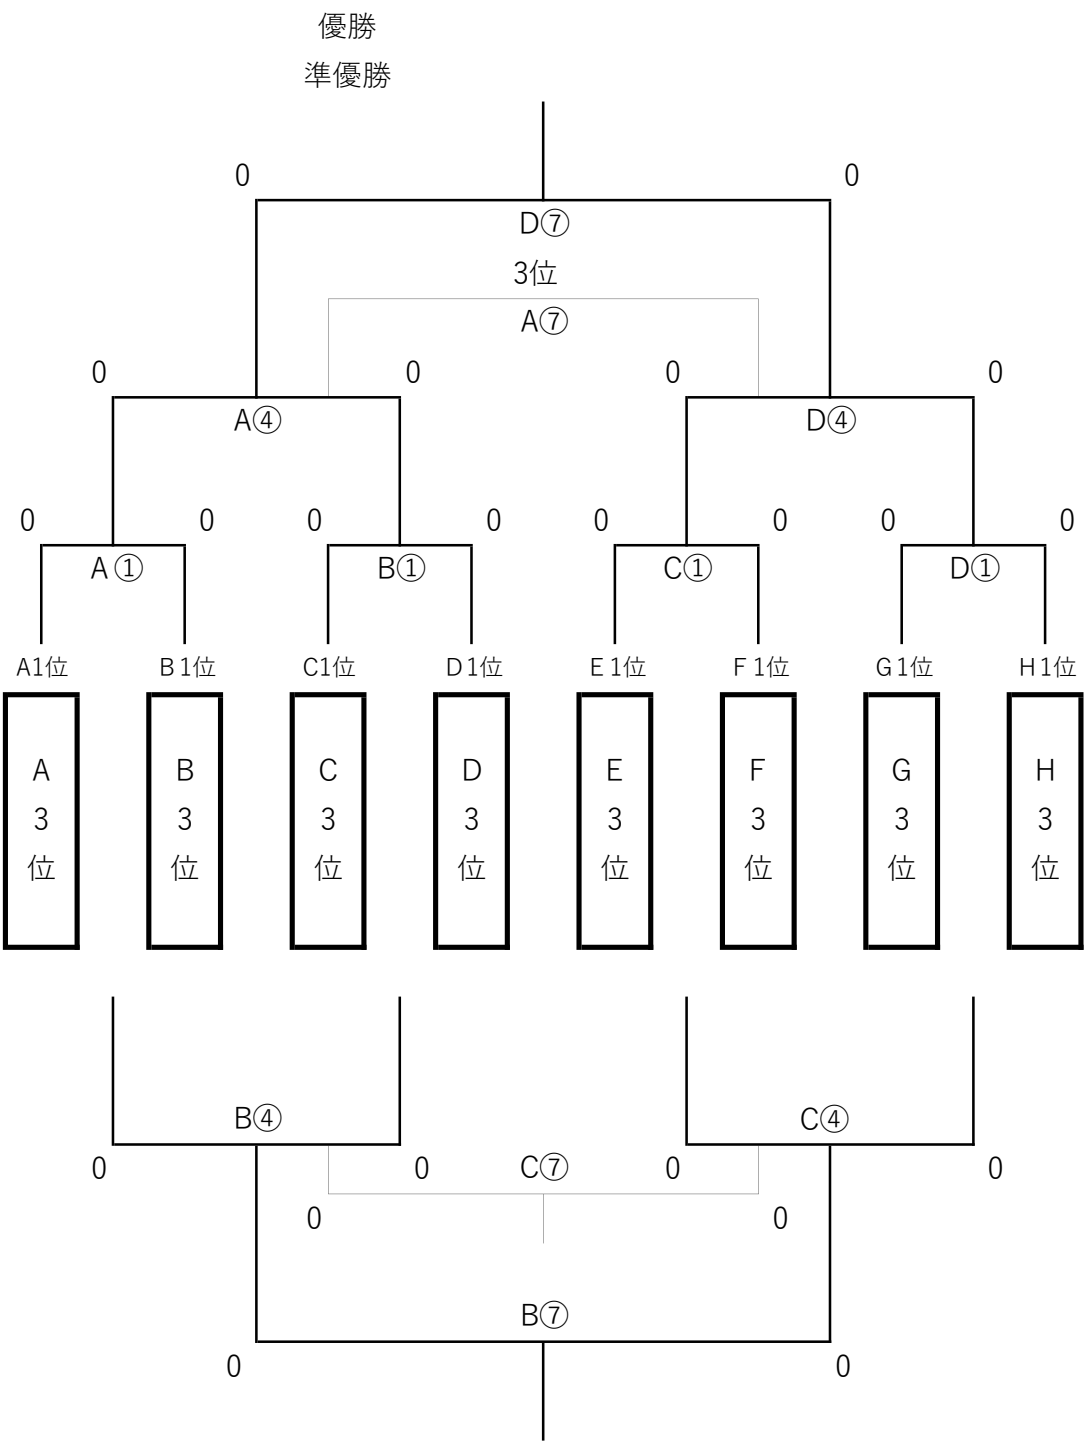 優勝
準優勝
0 0
D⑦
3位
A⑦
0 0 0 0
A④ D④
0 0 0 0 0 0 0 0
A① B① C① D①
A1位 B1位 C1位 D1位 E1位 F1位 G1位 H1位
A B C D E F G H
3 3 3 3 3 3 3 3
位 位 位 位 位 位 位 位
B④ C④
0 0 C⑦ 0 0
0 0
B⑦
0 0